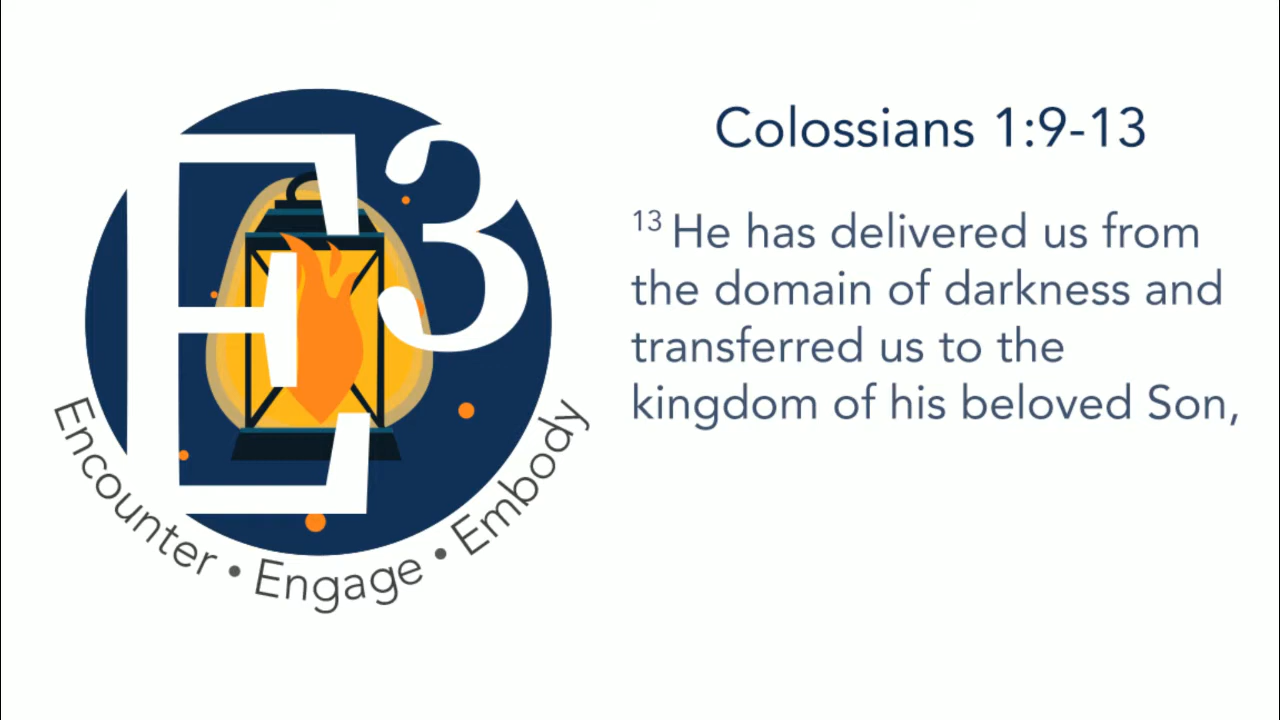 E3
Encounter • Engage • Embody
Colossians 1:9-13
13 He has delivered us from
the domain of darkness and
transferred us to the
kingdom of his beloved Son,